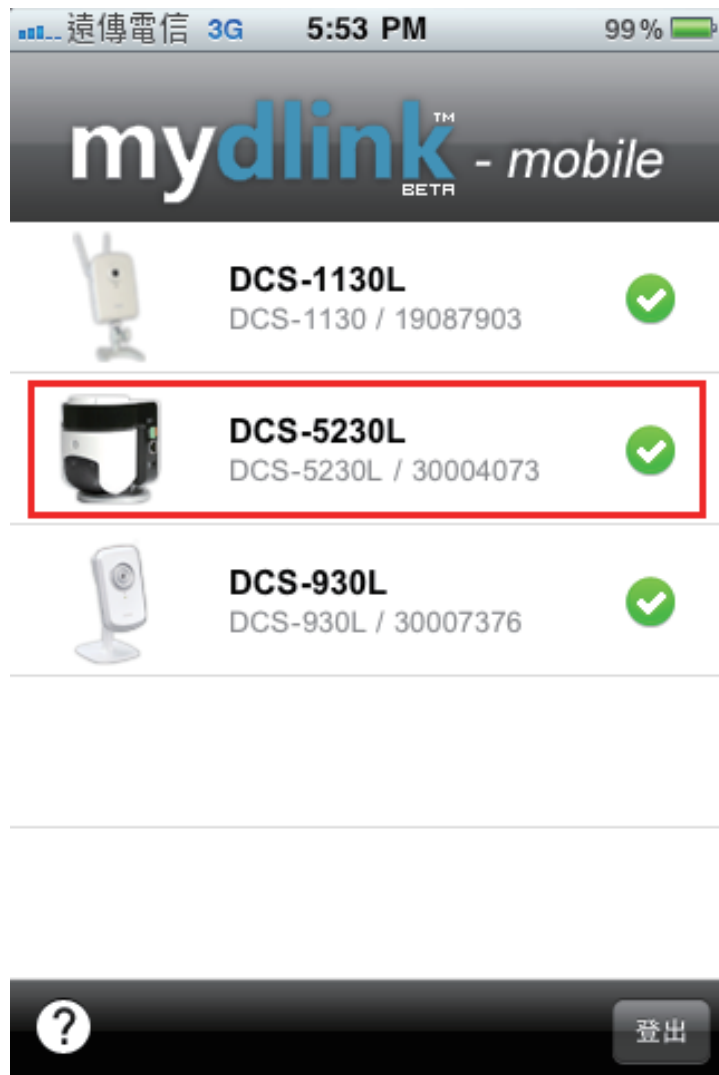 遠傳電信 3G 5:53 PM 99%
mydlink™ - mobile
BETA
DCS-1130L
DCS-1130 / 19087903
DCS-5230L
DCS-5230L / 30004073
DCS-930L
DCS-930L / 30007376
? 登出